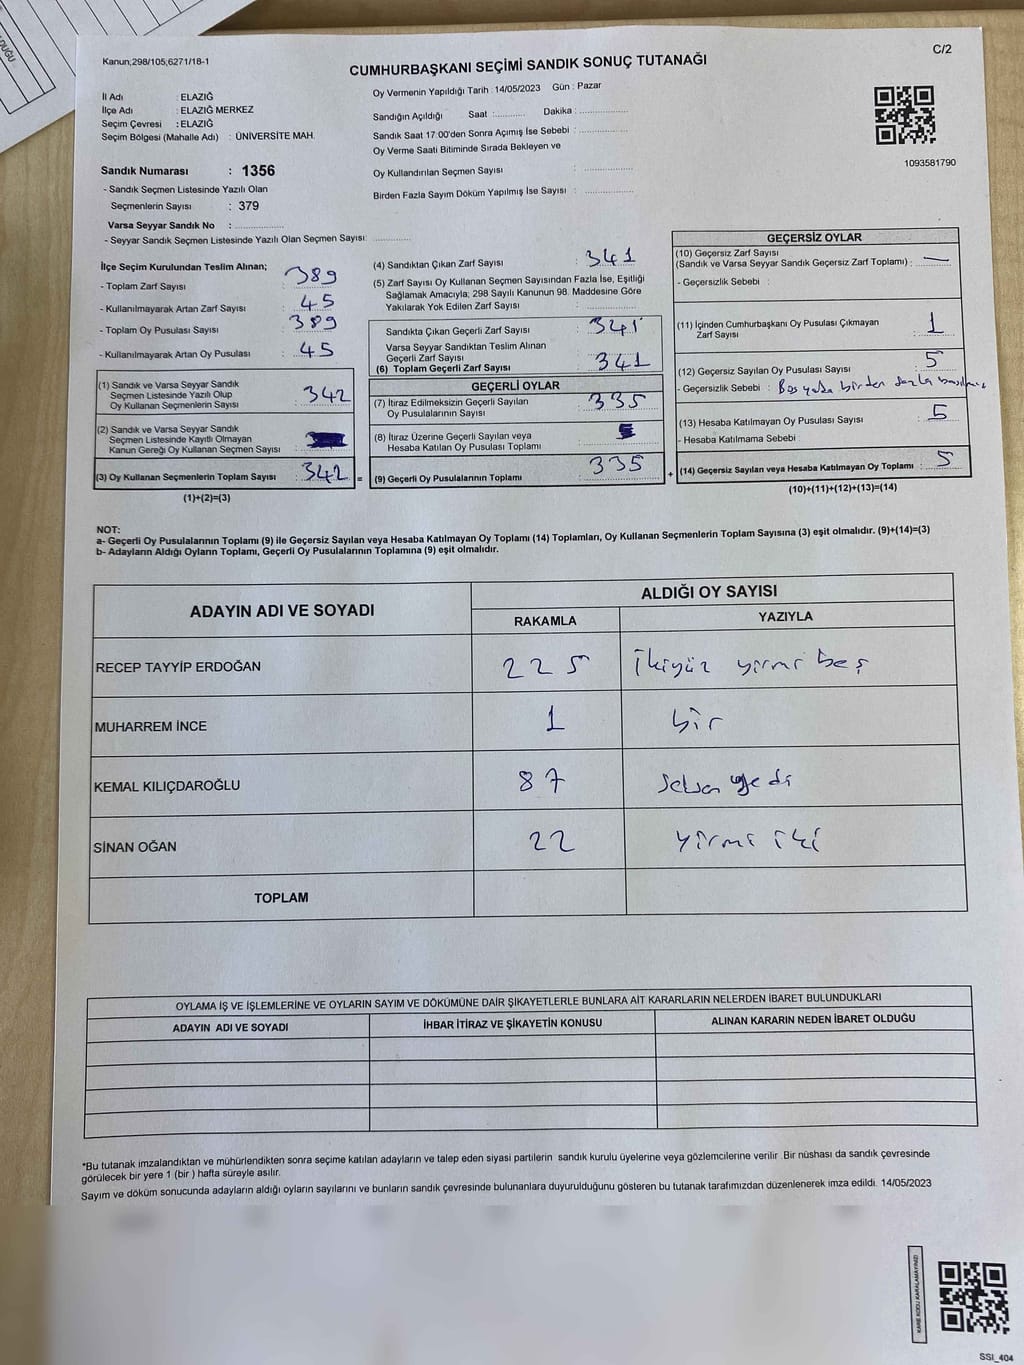 DUĞU
Kanun;298/105;6271/18-1
C/2
CUMHURBAŞKANI SEÇİMİ SANDIK SONUÇ TUTANAĞI
İl Adı : ELAZIĞ
İlçe Adı : ELAZIĞ MERKEZ
Seçim Çevresi : ELAZIĞ
Seçim Bölgesi (Mahalle Adı) : ÜNİVERSİTE MAH.
Sandık Numarası : 1356
- Sandık Seçmen Listesinde Yazılı Olan
Seçmenlerin Sayısı : 379
Varsa Seyyar Sandık No :
- Seyyar Sandık Seçmen Listesinde Yazılı Olan Seçmen Sayısı:
Oy Vermenin Yapıldığı Tarih : 14/05/2023 Gün : Pazar
Sandığın Açıldığı Saat : Dakika :
Sandık Saat 17:00'den Sonra Açımış İse Sebebi :
Oy Verme Saati Bitiminde Sırada Bekleyen ve
Oy Kullandırılan Seçmen Sayısı :
Birden Fazla Sayım Döküm Yapılmış İse Sayısı :
1093581790
İlçe Seçim Kurulundan Teslim Alınan;
- Toplam Zarf Sayısı : 389
- Kullanılmayarak Artan Zarf Sayısı : 45
- Toplam Oy Pusulası Sayısı : 389
- Kullanılmayarak Artan Oy Pusulası : 45
(1) Sandık ve Varsa Seyyar Sandık
Seçmen Listesinde Yazılı Olup
Oy Kullanan Seçmenlerin Sayısı : 342
(2) Sandık ve Varsa Seyyar Sandık
Seçmen Listesinde Kayıtlı Olmayan
Kanun Gereği Oy Kullanan Seçmen Sayısı :
(3) Oy Kullanan Seçmenlerin Toplam Sayısı : 342
(1)+(2)=(3)
=
(4) Sandıktan Çıkan Zarf Sayısı : 341
(5) Zarf Sayısı Oy Kullanan Seçmen Sayısından Fazla İse, Eşitliği
Sağlamak Amacıyla; 298 Sayılı Kanunun 98. Maddesine Göre
Yakılarak Yok Edilen Zarf Sayısı :
Sandıkta Çıkan Geçerli Zarf Sayısı : 341
Varsa Seyyar Sandıktan Teslim Alınan
Geçerli Zarf Sayısı :
(6) Toplam Geçerli Zarf Sayısı : 341
GEÇERLİ OYLAR
(7) İtiraz Edilmeksizin Geçerli Sayılan
Oy Pusulalarının Sayısı : 335
(8) İtiraz Üzerine Geçerli Sayılan veya
Hesaba Katılan Oy Pusulası Toplamı :
(9) Geçerli Oy Pusulalarının Toplamı : 335
+
GEÇERSİZ OYLAR
(10) Geçersiz Zarf Sayısı
(Sandık ve Varsa Seyyar Sandık Geçersiz Zarf Toplamı) : —
- Geçersizlik Sebebi :
(11) İçinden Cumhurbaşkanı Oy Pusulası Çıkmayan
Zarf Sayısı : 1
(12) Geçersiz Sayılan Oy Pusulası Sayısı : 5
- Geçersizlik Sebebi : Boş yada birden fazla basılmış
(13) Hesaba Katılmayan Oy Pusulası Sayısı : 5
- Hesaba Katılmama Sebebi :
(14) Geçersiz Sayılan veya Hesaba Katılmayan Oy Toplamı : 5
(10)+(11)+(12)+(13)=(14)
NOT:
a- Geçerli Oy Pusulalarının Toplamı (9) ile Geçersiz Sayılan veya Hesaba Katılmayan Oy Toplamı (14) Toplamları, Oy Kullanan Seçmenlerin Toplam Sayısına (3) eşit olmalıdır. (9)+(14)=(3)
b- Adayların Aldığı Oyların Toplamı, Geçerli Oy Pusulalarının Toplamına (9) eşit olmalıdır.
ADAYIN ADI VE SOYADI
ALDIĞI OY SAYISI
RAKAMLA YAZIYLA
RECEP TAYYİP ERDOĞAN 225 İkiyüz yirmi beş
MUHARREM İNCE 1 bir
KEMAL KILIÇDAROĞLU 87 seksen yedi
SİNAN OĞAN 22 yirmi iki
TOPLAM
OYLAMA İŞ VE İŞLEMLERİNE VE OYLARIN SAYIM VE DÖKÜMÜNE DAİR ŞİKAYETLERLE BUNLARA AİT KARARLARIN NELERDEN İBARET BULUNDUKLARI
ADAYIN ADI VE SOYADI İHBAR İTİRAZ VE ŞİKAYETİN KONUSU ALINAN KARARIN NEDEN İBARET OLDUĞU
*Bu tutanak imzalandıktan ve mühürlendikten sonra seçime katılan adayların ve talep eden siyasi partilerin sandık kurulu üyelerine veya gözlemcilerine verilir .Bir nüshası da sandık çevresinde
görülecek bir yere 1 (bir ) hafta süreyle asılır.
Sayım ve döküm sonucunda adayların aldığı oyların sayılarını ve bunların sandık çevresinde bulunanlara duyurulduğunu gösteren bu tutanak tarafımızdan düzenlenerek imza edildi. 14/05/2023
KARE KODU KARALAMAYINIZ!
SSI_404